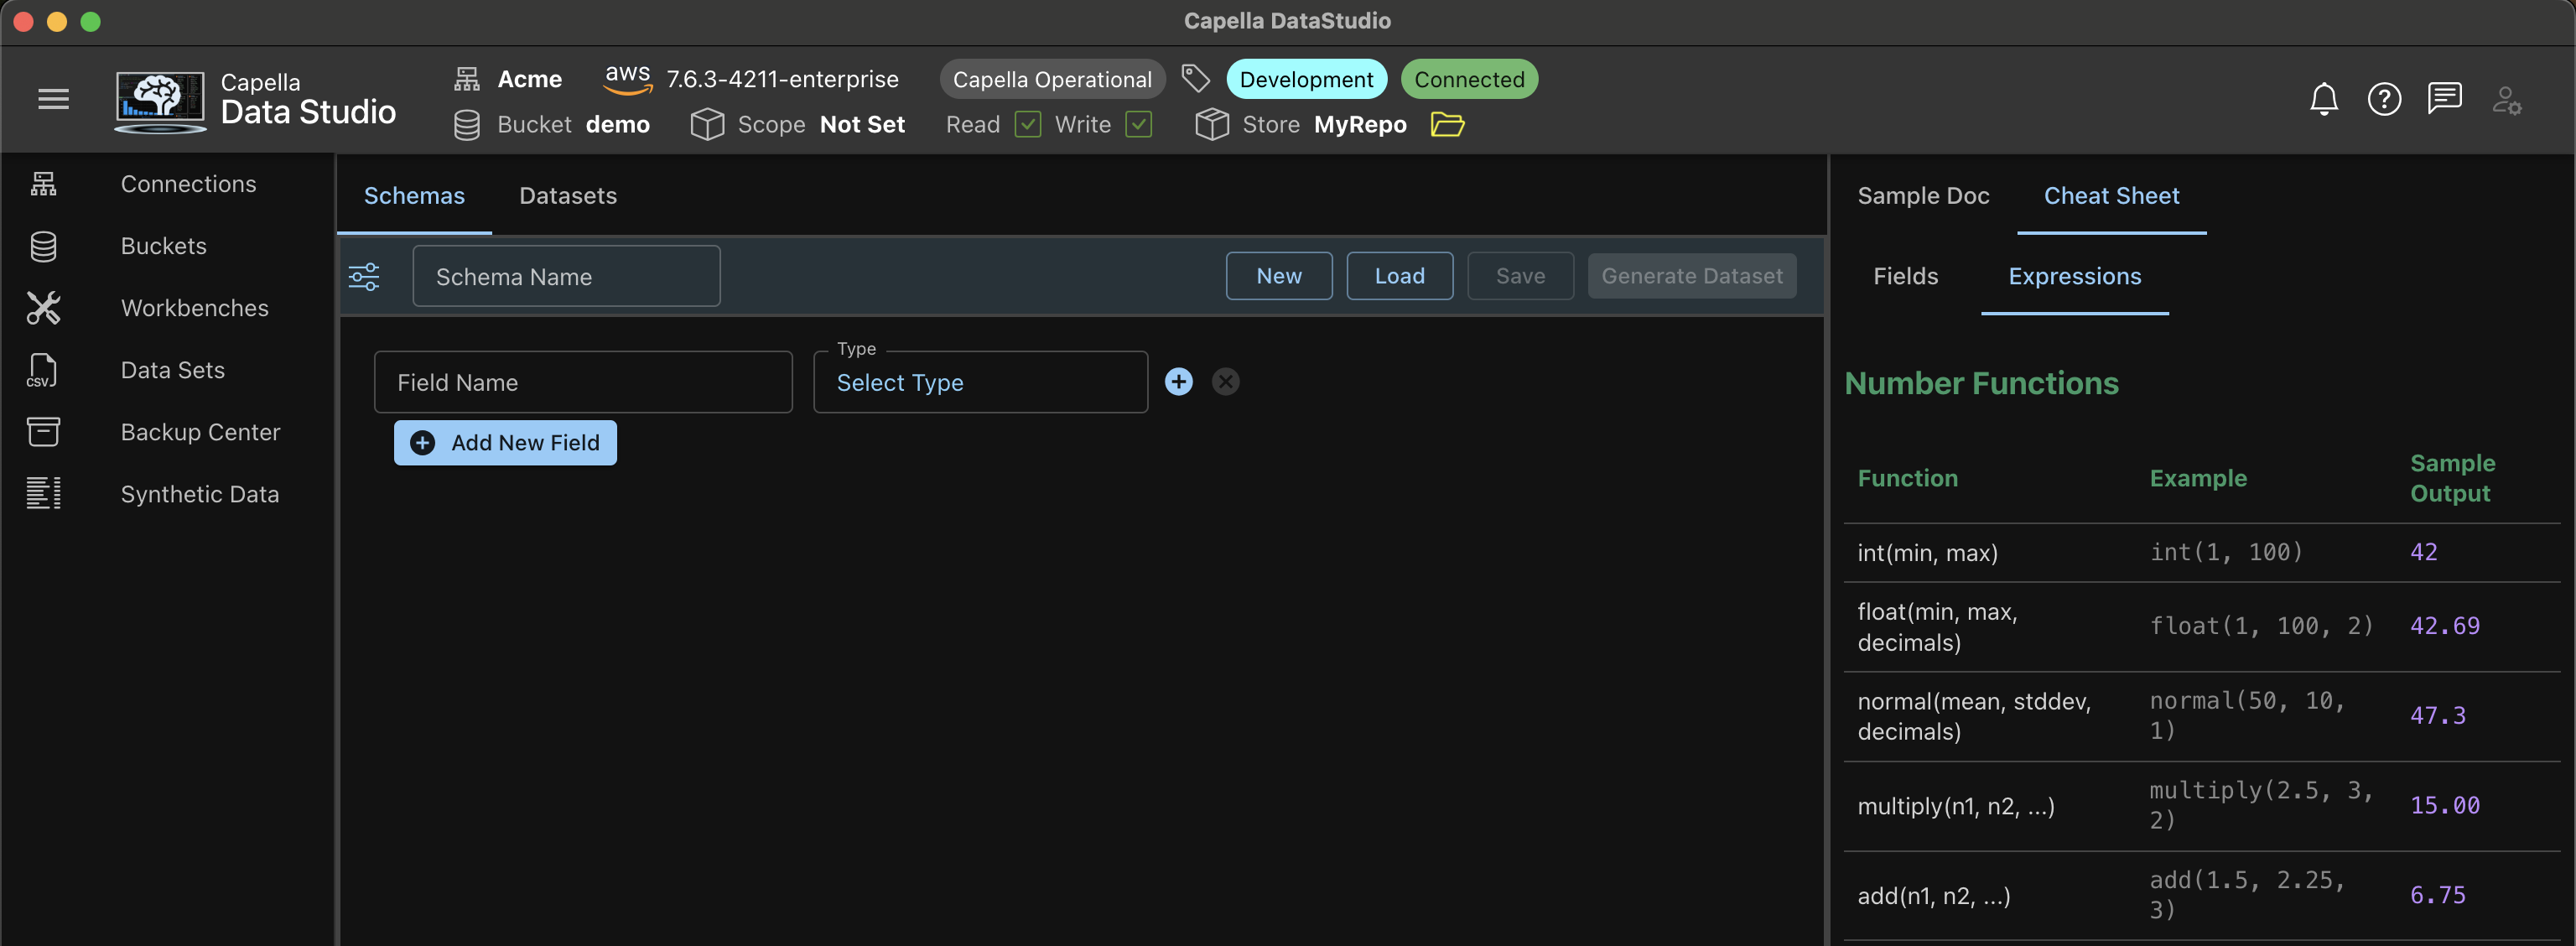 Capella DataStudio
Capella
Data Studio
Acme
aws
7.6.3-4211-enterprise
Capella Operational
Development
Connected
Bucket demo
Scope Not Set
Read
Write
Store MyRepo
Connections
Buckets
Workbenches
CSV
Data Sets
Backup Center
Synthetic Data
Schemas
Datasets
Schema Name
New
Load
Save
Generate Dataset
Field Name
Type
Select Type
Add New Field
Sample Doc
Cheat Sheet
Fields
Expressions
Number Functions
Function
Example
Sample
Output
int(min, max)
int(1, 100)
42
float(min, max,
decimals)
float(1, 100, 2)
42.69
normal(mean, stddev,
decimals)
normal(50, 10,
1)
47.3
multiply(n1, n2, ...)
multiply(2.5, 3,
2)
15.00
add(n1, n2, ...)
add(1.5, 2.25,
3)
6.75